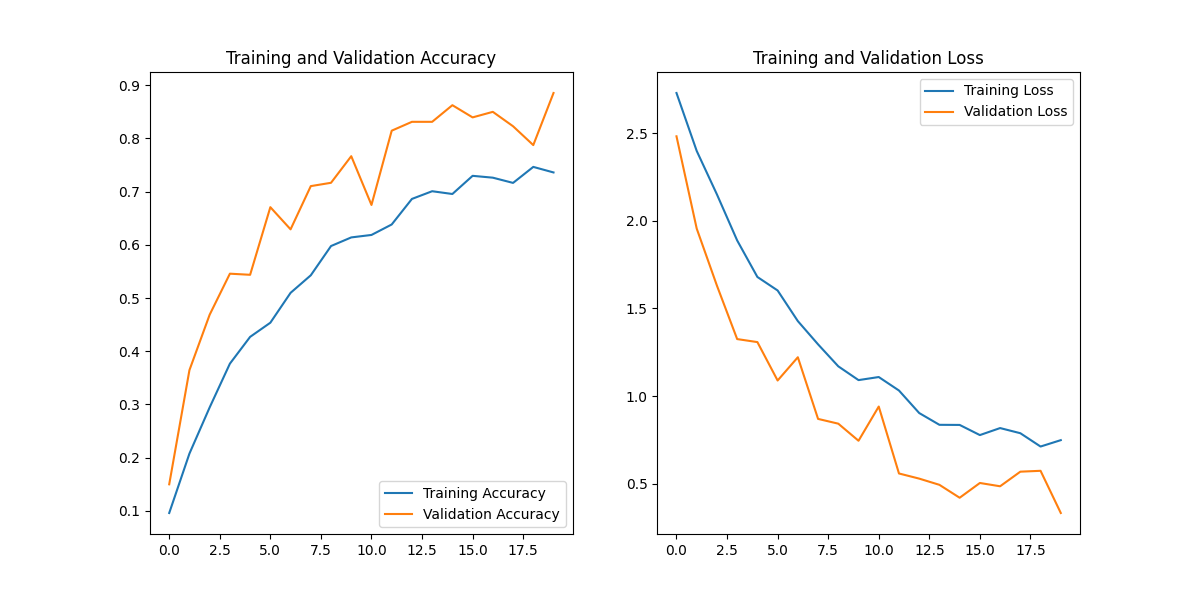 Training and Validation Accuracy
0.9
0.8
0.7
0.6
0.5
0.4
0.3
0.2
0.1
Training Accuracy
Validation Accuracy
0.0 2.5 5.0 7.5 10.0 12.5 15.0 17.5
Training and Validation Loss
Training Loss
Validation Loss
2.5
2.0
1.5
1.0
0.5
0.0 2.5 5.0 7.5 10.0 12.5 15.0 17.5